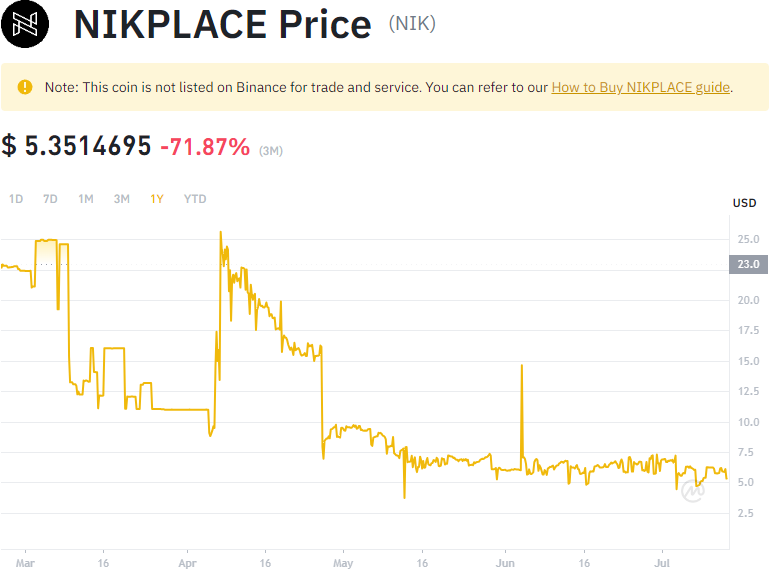 NIKPLACE Price (NIK)
Note: This coin is not listed on Binance for trade and service. You can refer to our How to Buy NIKPLACE guide.
$ 5.3514695 -71.87% (3M)
1D 7D 1M 3M 1Y YTD
USD
25.0
23.0
20.0
17.5
15.0
12.5
10.0
7.5
5.0
2.5
Mar 16 Apr 16 May 16 Jun 16 Jul